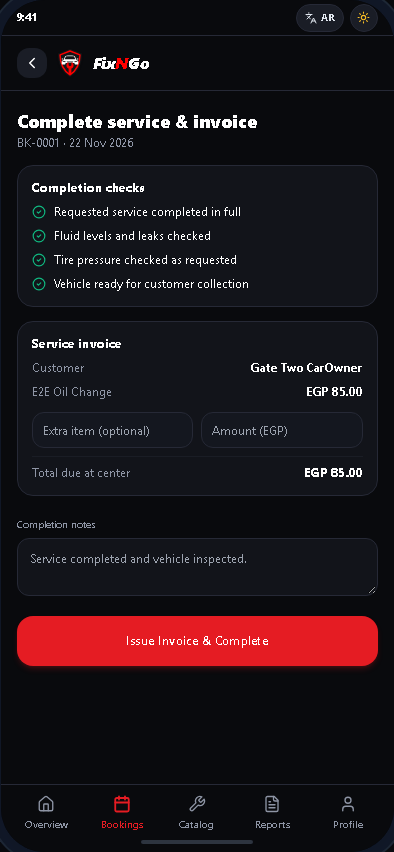 9:41
AR
FixNGo
Complete service & invoice
BK-0001 · 22 Nov 2026
Completion checks
Requested service completed in full
Fluid levels and leaks checked
Tire pressure checked as requested
Vehicle ready for customer collection
Service invoice
Customer Gate Two CarOwner
E2E Oil Change EGP 85.00
Extra item (optional) Amount (EGP)
Total due at center EGP 85.00
Completion notes
Service completed and vehicle inspected.
Issue Invoice & Complete
Overview Bookings Catalog Reports Profile